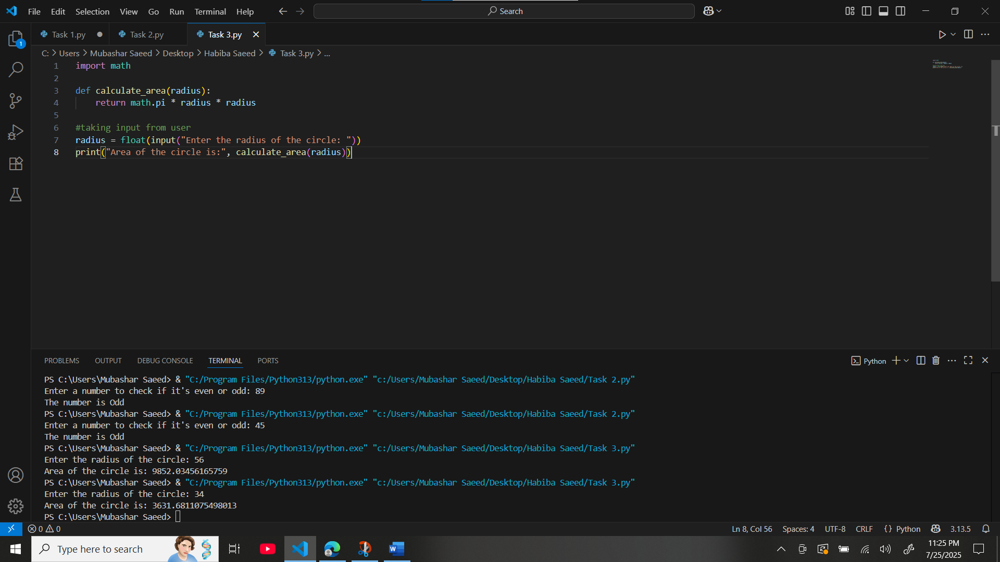 File Edit Selection View Go Run Terminal Help
Search
1
Task 1.py Task 2.py Task 3.py
C: > Users > Mubashar Saeed > Desktop > Habiba Saeed > Task 3.py > ...
1 import math
2
3 def calculate_area(radius):
4 return math.pi * radius * radius
5
6 #taking input from user
7 radius = float(input("Enter the radius of the circle: "))
8 print("Area of the circle is:", calculate_area(radius))
PROBLEMS OUTPUT DEBUG CONSOLE TERMINAL PORTS
Python
PS C:\Users\Mubashar Saeed> & "C:/Program Files/Python313/python.exe" "c:/Users/Mubashar Saeed/Desktop/Habiba Saeed/Task 2.py"
Enter a number to check if it's even or odd: 89
The number is Odd
PS C:\Users\Mubashar Saeed> & "C:/Program Files/Python313/python.exe" "c:/Users/Mubashar Saeed/Desktop/Habiba Saeed/Task 2.py"
Enter a number to check if it's even or odd: 45
The number is Odd
PS C:\Users\Mubashar Saeed> & "C:/Program Files/Python313/python.exe" "c:/Users/Mubashar Saeed/Desktop/Habiba Saeed/Task 3.py"
Enter the radius of the circle: 56
Area of the circle is: 9852.03456165759
PS C:\Users\Mubashar Saeed> & "C:/Program Files/Python313/python.exe" "c:/Users/Mubashar Saeed/Desktop/Habiba Saeed/Task 3.py"
Enter the radius of the circle: 34
Area of the circle is: 3631.6811075498013
PS C:\Users\Mubashar Saeed>
0 0
Ln 8, Col 56 Spaces: 4 UTF-8 CRLF {} Python 3.13.5
Type here to search
11:25 PM
7/25/2025